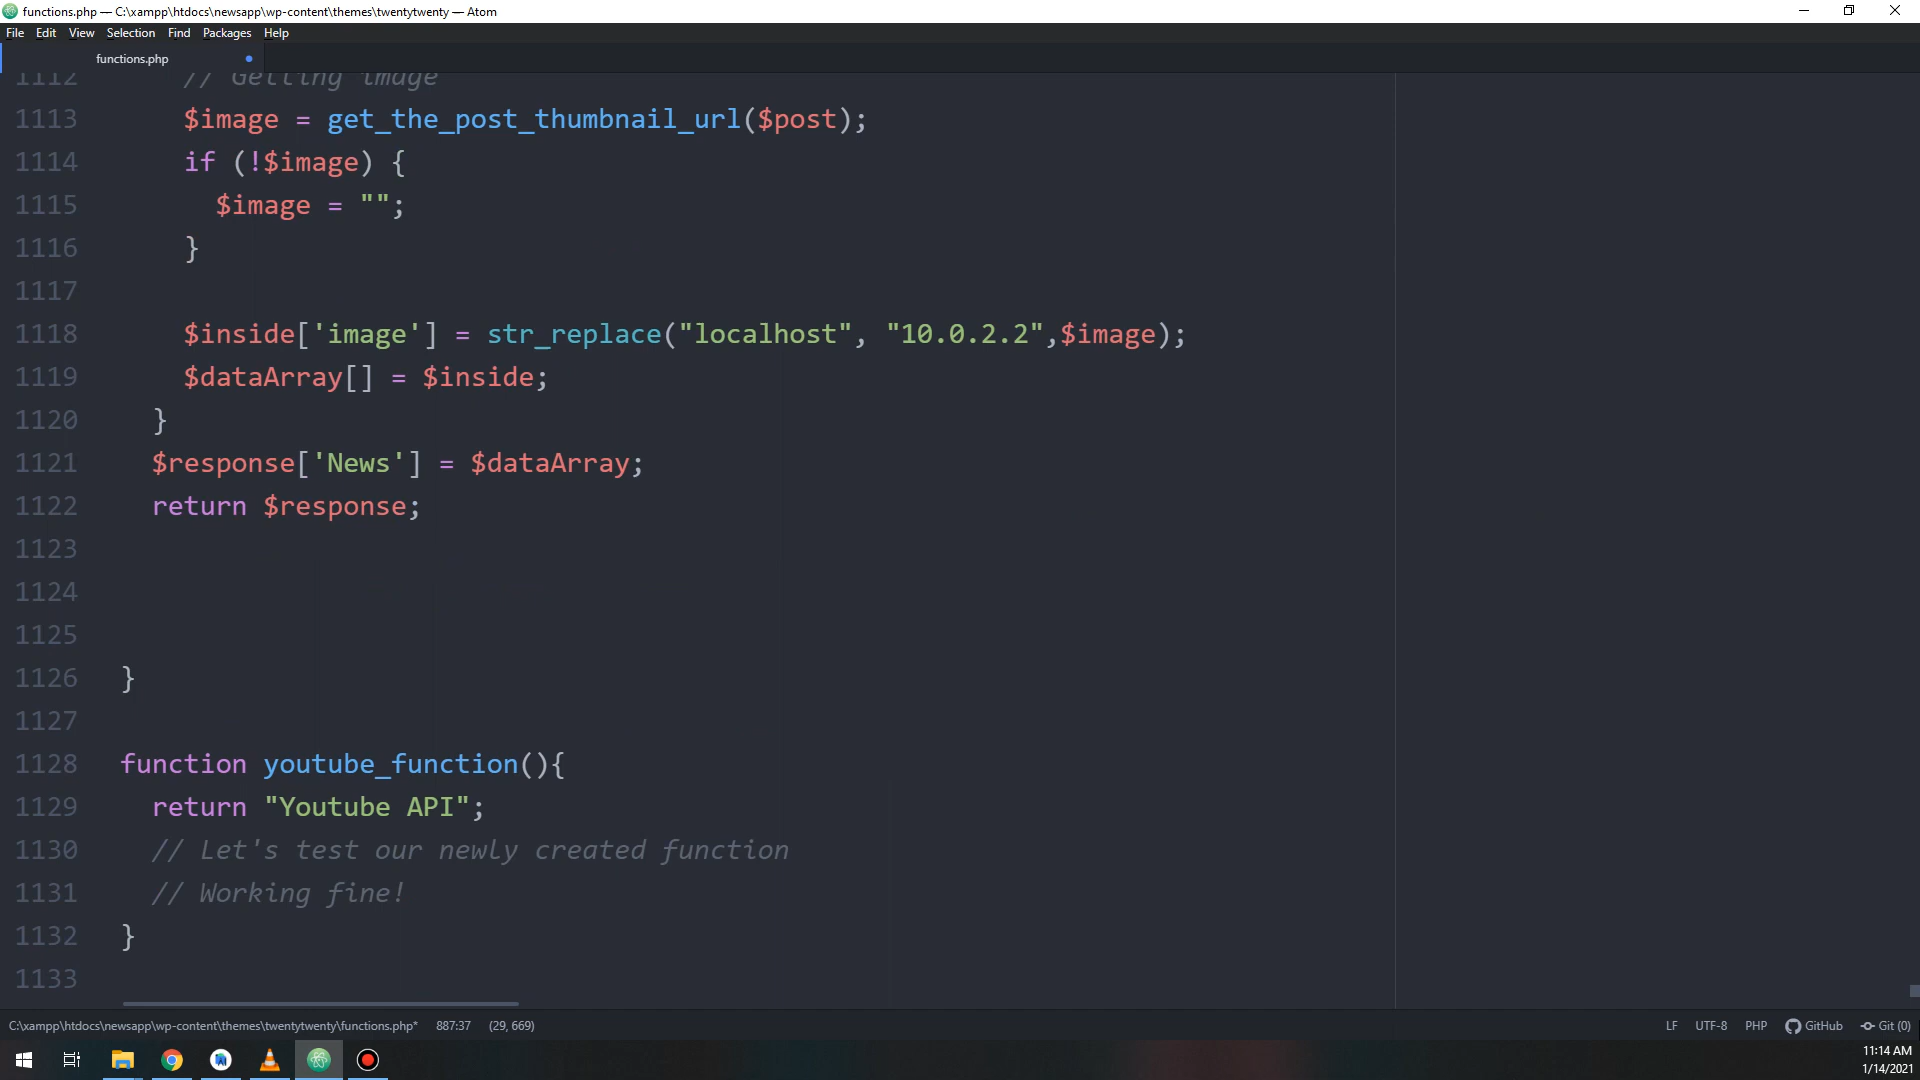 functions.php — C:\xampp\htdocs\newsapp\wp-content\themes\twentytwenty — Atom
File Edit View Selection Find Packages Help
functions.php
1112 // Getting image
1113 $image = get_the_post_thumbnail_url($post);
1114 if (!$image) {
1115 $image = "";
1116 }
1117
1118 $inside['image'] = str_replace("localhost", "10.0.2.2",$image);
1119 $dataArray[] = $inside;
1120 }
1121 $response['News'] = $dataArray;
1122 return $response;
1123
1124
1125
1126 }
1127
1128 function youtube_function(){
1129 return "Youtube API";
1130 // Let's test our newly created function
1131 // Working fine!
1132 }
1133
C:\xampp\htdocs\newsapp\wp-content\themes\twentytwenty\functions.php* 887:37 (29, 669) LF UTF-8 PHP GitHub Git (0)
11:14 AM
1/14/2021